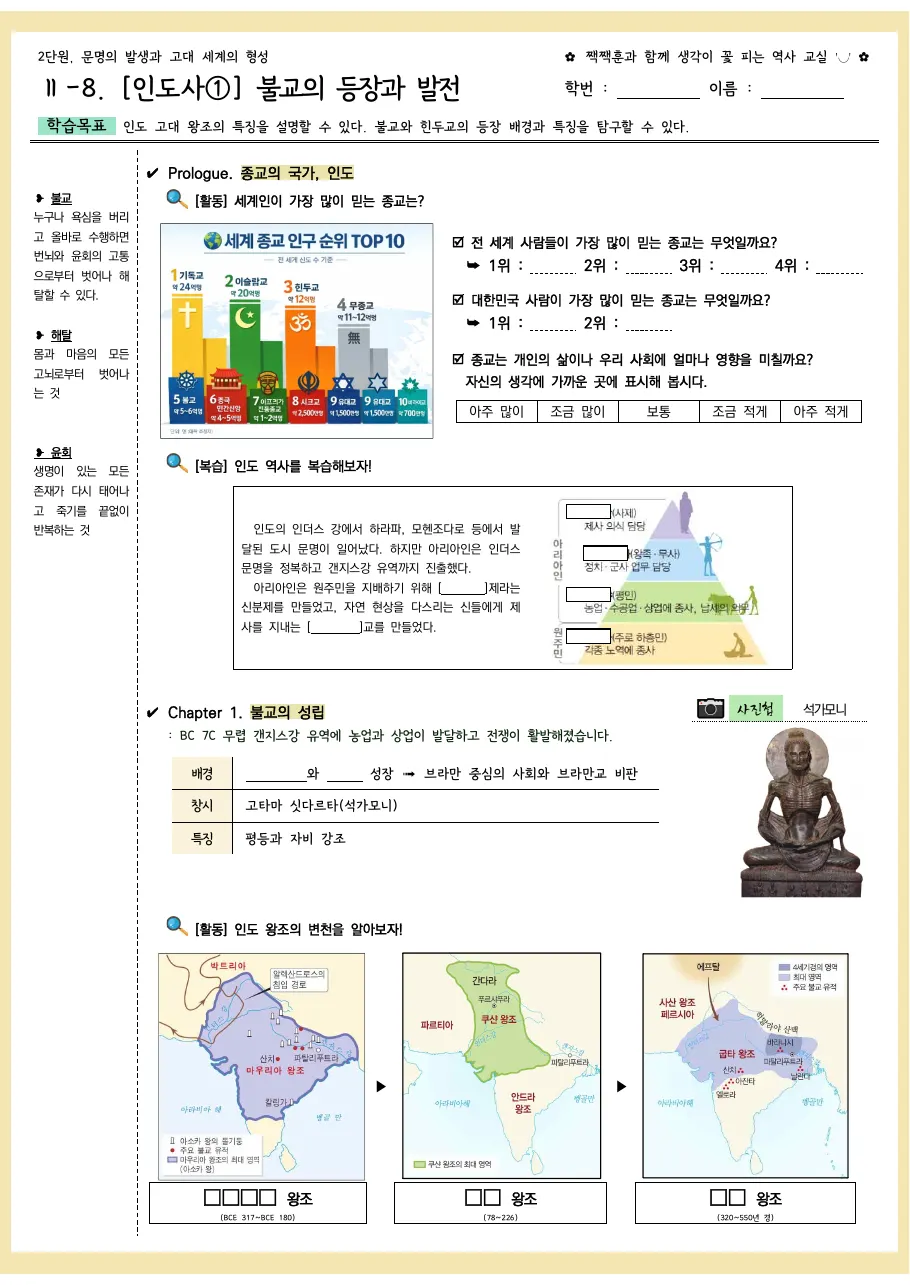 2단원, 문명의 발생과 고대 세계의 형성
✿ 짹짹훈과 함께 생각이 꽃 피는 역사 교실 '◡' ✿
Ⅱ-8. [인도사①] 불교의 등장과 발전
학번 : ________ 이름 : ________
학습목표 인도 고대 왕조의 특징을 설명할 수 있다. 불교와 힌두교의 등장 배경과 특징을 탐구할 수 있다.
❥ 불교
누구나 욕심을 버리
고 올바로 수행하면
번뇌와 윤회의 고통
으로부터 벗어나 해
탈할 수 있다.
❥ 해탈
몸과 마음의 모든
고뇌로부터 벗어나
는 것
❥ 윤회
생명이 있는 모든
존재가 다시 태어나
고 죽기를 끝없이
반복하는 것
✔ Prologue. 종교의 국가, 인도
[활동] 세계인이 가장 많이 믿는 종교는?
세계 종교 인구 순위 TOP 10
전 세계 신도 수 기준
1 기독교
약 24억명
2 이슬람교
약 20억명
3 힌두교
약 12억명
4 무종교
약 11~12억명
無
5 불교
약 5~6억명
6 중국
민간신앙
약 4~5억명
7 아프리카
전통종교
약 1~2억명
8 시크교
약 2,500만명
9 유대교
약 1,500만명
9 유대교
약 1,500만명
10
약 700만명
☑ 전 세계 사람들이 가장 많이 믿는 종교는 무엇일까요?
➥ 1위 : ________ 2위 : ________ 3위 : ________ 4위 : ________
☑ 대한민국 사람이 가장 많이 믿는 종교는 무엇일까요?
➥ 1위 : ________ 2위 : ________
☑ 종교는 개인의 삶이나 우리 사회에 얼마나 영향을 미칠까요?
자신의 생각에 가까운 곳에 표시해 봅시다.
아주 많이 조금 많이 보통 조금 적게 아주 적게
[복습] 인도 역사를 복습해보자!
인도의 인더스 강에서 하라파, 모헨조다로 등에서 발
달된 도시 문명이 일어났다. 하지만 아리아인은 인더스
문명을 정복하고 갠지스강 유역까지 진출했다.
아리아인은 원주민을 지배하기 위해 [______]제라는
신분제를 만들었고, 자연 현상을 다스리는 신들에게 제
사를 지내는 [______]교를 만들었다.
아리아인
(사제)
제사 의식 담당
(왕족·무사)
정치·군사 업무 담당
(평민)
농업·수공업·상업에 종사, 납세의 의무
원주민
(주로 하층민)
각종 노역에 종사
✔ Chapter 1. 불교의 성립
: BC 7C 무렵 갠지스강 유역에 농업과 상업이 발달하고 전쟁이 활발해졌습니다.
배경 ________와 _____ 성장 ➟ 브라만 중심의 사회와 브라만교 비판
창시 고타마 싯다르타(석가모니)
특징 평등과 자비 강조
사진첩 석가모니
[활동] 인도 왕조의 변천을 알아보자!
박트리아
알렉산드로스의
침입 경로
산치
파탈리푸트라
마우리아 왕조
칼링가
아라비아 해
벵골 만
아소카 왕의 돌기둥
주요 불교 유적
마우리아 왕조의 최대 영역
(아소카 왕)
□□□□ 왕조
(BCE 317~BCE 180)
▶
간다라
푸르샤푸라
쿠샨 왕조
파르티아
인더스강
갠지스강
파탈리푸트라
안드라
왕조
아라비아해
벵골만
쿠샨 왕조의 최대 영역
□□ 왕조
(78~226)
▶
에프탈
4세기경의 영역
최대 영역
주요 불교 유적
사산 왕조
페르시아
히말라야 산맥
바라나시
굽타 왕조
파탈리푸트라
산치
아잔타
날란다
엘로라
아라비아해
벵골만
□□ 왕조
(320~550년 경)